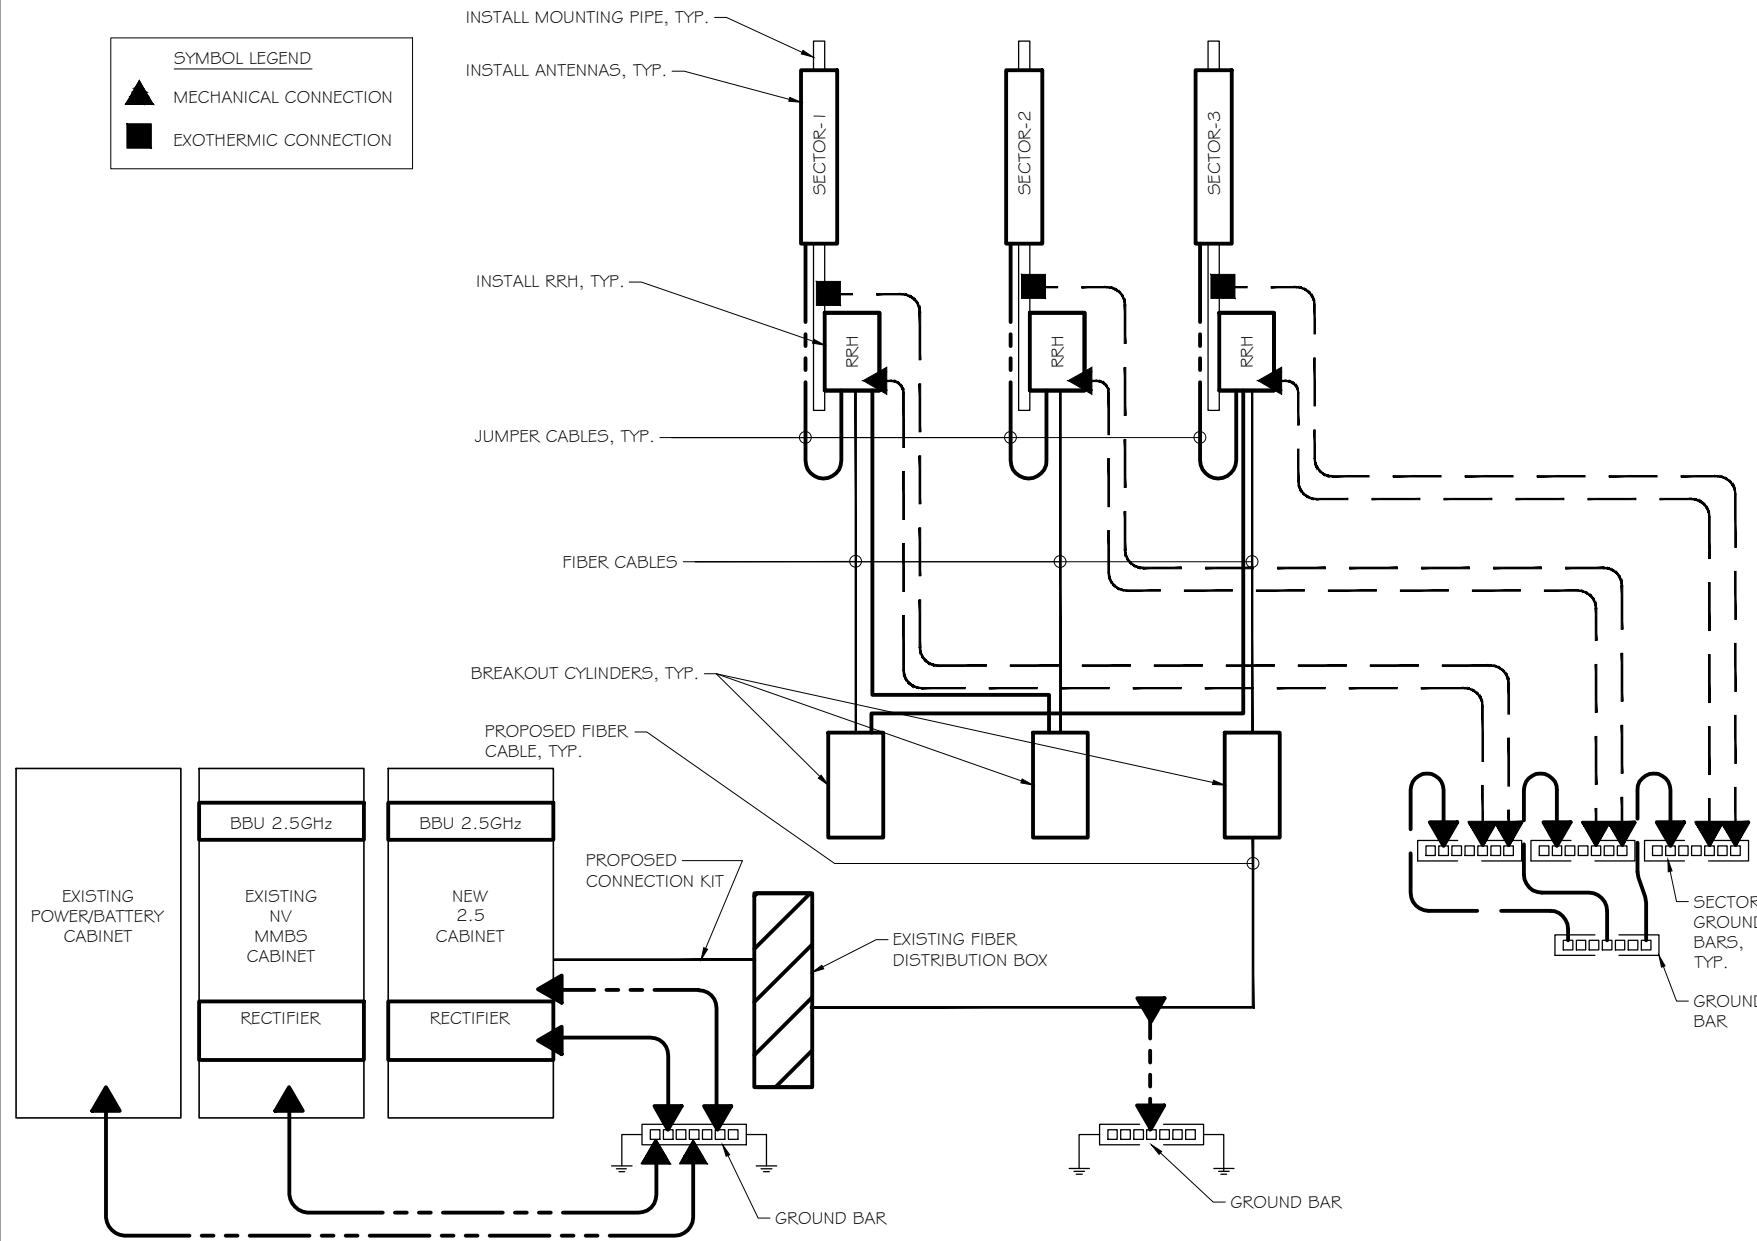 INSTALL MOUNTING PIPE, TYP.
SYMBOL LEGEND
MECHANICAL CONNECTION
EXOTHERMIC CONNECTION
INSTALL ANTENNAS, TYP.
SECTOR-1
SECTOR-2
SECTOR-3
INSTALL RRH, TYP.
RRH
RRH
RRH
JUMPER CABLES, TYP.
FIBER CABLES
BREAKOUT CYLINDERS, TYP.
PROPOSED FIBER
CABLE, TYP.
BBU 2.5GHz
BBU 2.5GHz
EXISTING
POWER/BATTERY
CABINET
EXISTING
NV
MMBS
CABINET
NEW
2.5
CABINET
PROPOSED
CONNECTION KIT
EXISTING FIBER
DISTRIBUTION BOX
RECTIFIER
RECTIFIER
SECTOR
GROUND
BARS,
TYP.
GROUND
BAR
GROUND BAR
GROUND BAR